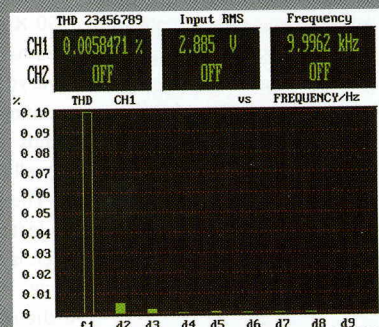 THD 23456789 Input RMS Frequency
CH1 0.0058471 % 2.885 V 9.9962 kHz
CH2 OFF OFF OFF
% THD CH1 vs FREQUENCY/Hz
0.10
0.09
0.08
0.07
0.06
0.05
0.04
0.03
0.02
0.01
0
f1 d2 d3 d4 d5 d6 d7 d8 d9